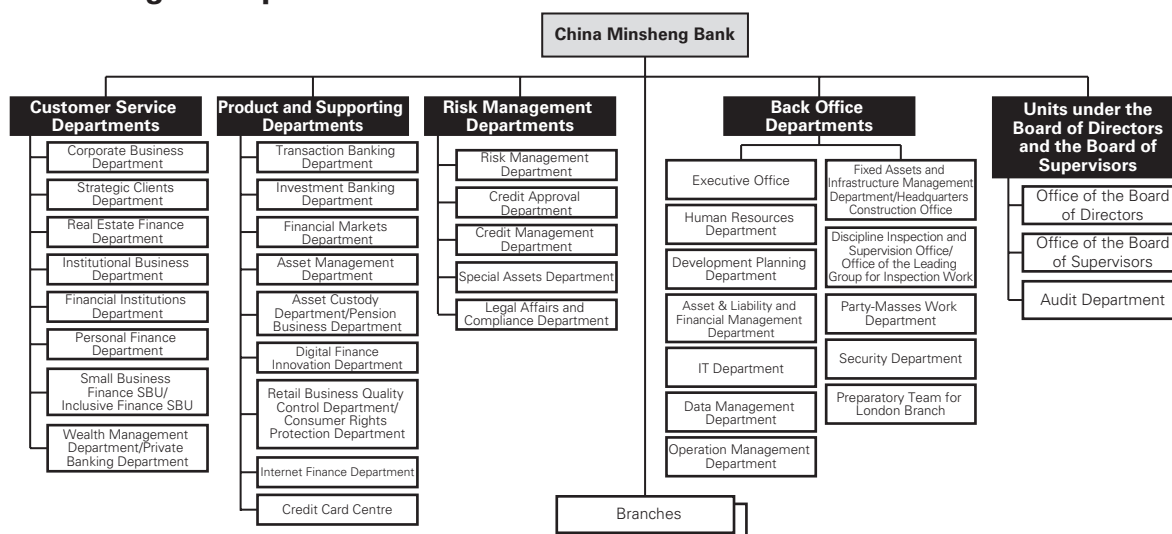 China Minsheng Bank
Customer Service
Departments
Corporate Business
Department
Strategic Clients
Department
Real Estate Finance
Department
Institutional Business
Department
Financial Institutions
Department
Personal Finance
Department
Small Business
Finance SBU/
Inclusive Finance SBU
Wealth Management
Department/Private
Banking Department
Product and Supporting
Departments
Transaction Banking
Department
Investment Banking
Department
Financial Markets
Department
Asset Management
Department
Asset Custody
Department/Pension
Business Department
Digital Finance
Innovation Department
Retail Business Quality
Control Department/
Consumer Rights
Protection Department
Internet Finance Department
Credit Card Centre
Risk Management
Departments
Risk Management
Department
Credit Approval
Department
Credit Management
Department
Special Assets Department
Legal Affairs and
Compliance Department
Back Office
Departments
Executive Office
Human Resources
Department
Development Planning
Department
Asset & Liability and
Financial Management
Department
IT Department
Data Management
Department
Operation Management
Department
Fixed Assets and
Infrastructure Management
Department/Headquarters
Construction Office
Discipline Inspection and
Supervision Office/
Office of the Leading
Group for Inspection Work
Party-Masses Work
Department
Security Department
Preparatory Team for
London Branch
Units under the
Board of Directors
and the Board of
Supervisors
Office of the Board
of Directors
Office of the Board
of Supervisors
Audit Department
Branches